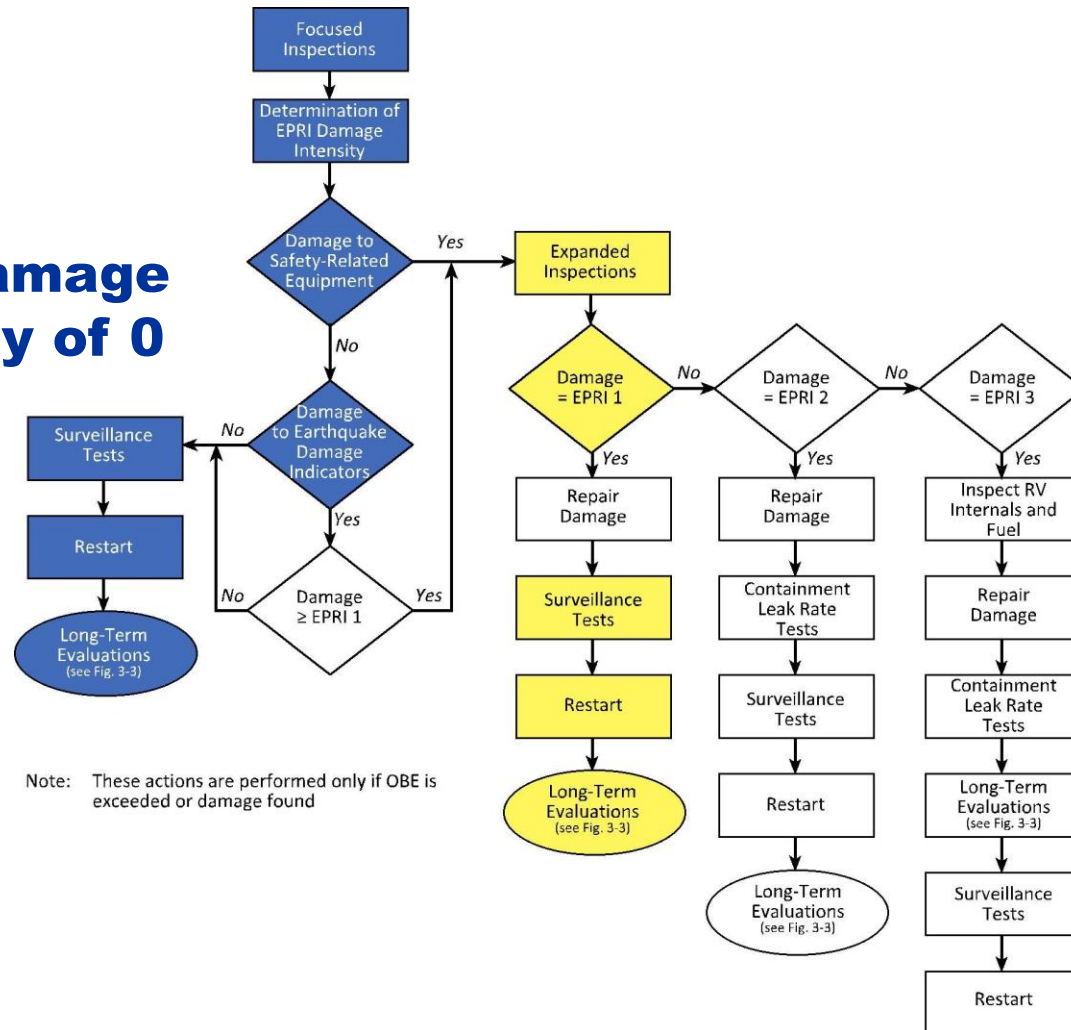 Focused
Inspections
Determination of
EPRI Damage
Intensity
amage
y of 0
Damage to
Safety-Related
Equipment
Yes
No
Damage
to Earthquake
Damage
Indicators
No
Surveillance
Tests
Restart
Long-Term
Evaluations
(see Fig. 3-3)
Yes
Damage
≥ EPRI 1
No
Yes
Expanded
Inspections
Damage
= EPRI 1
No
Yes
Repair
Damage
Surveillance
Tests
Restart
Long-Term
Evaluations
(see Fig. 3-3)
Damage
= EPRI 2
No
Yes
Repair
Damage
Containment
Leak Rate
Tests
Surveillance
Tests
Restart
Long-Term
Evaluations
(see Fig. 3-3)
Damage
= EPRI 3
Yes
Inspect RV
Internals and
Fuel
Repair
Damage
Containment
Leak Rate
Tests
Long-Term
Evaluations
(see Fig. 3-3)
Surveillance
Tests
Restart
Note: These actions are performed only if OBE is
exceeded or damage found